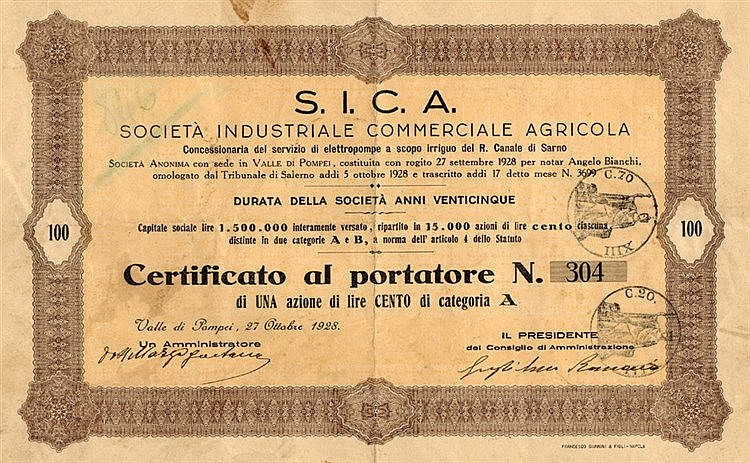 S. I. C. A.
SOCIETÀ INDUSTRIALE COMMERCIALE AGRICOLA
Concessionaria del servizio di elettropompe a scopo irriguo del R. Canale di Sarno
SOCIETÀ ANONIMA con sede in VALLE DI POMPEI, costituita con rogito 27 settembre 1928 per notar Angelo Bianchi,
omologato dal Tribunale di Salerno addì 5 ottobre 1928 e trascritto addì 17 detto mese N. 3699
C. 70
XIII
DURATA DELLA SOCIETÀ ANNI VENTICINQUE
Capitale sociale lire 1.500.000 interamente versato, ripartito in 15.000 azioni di lire cento ciascuna,
distinte in due categorie A e B, a norma dell'articolo 4 dello Statuto
100
100
Certificato al portatore N. 304
di UNA azione di lire CENTO di categoria A
C. 20.
Valle di Pompei, 27 Ottobre 1928.
Un Amministratore
IL PRESIDENTE
del Consiglio di Amministrazione
FRANCESCO GIANNINI & FIGLI - NAPOLI